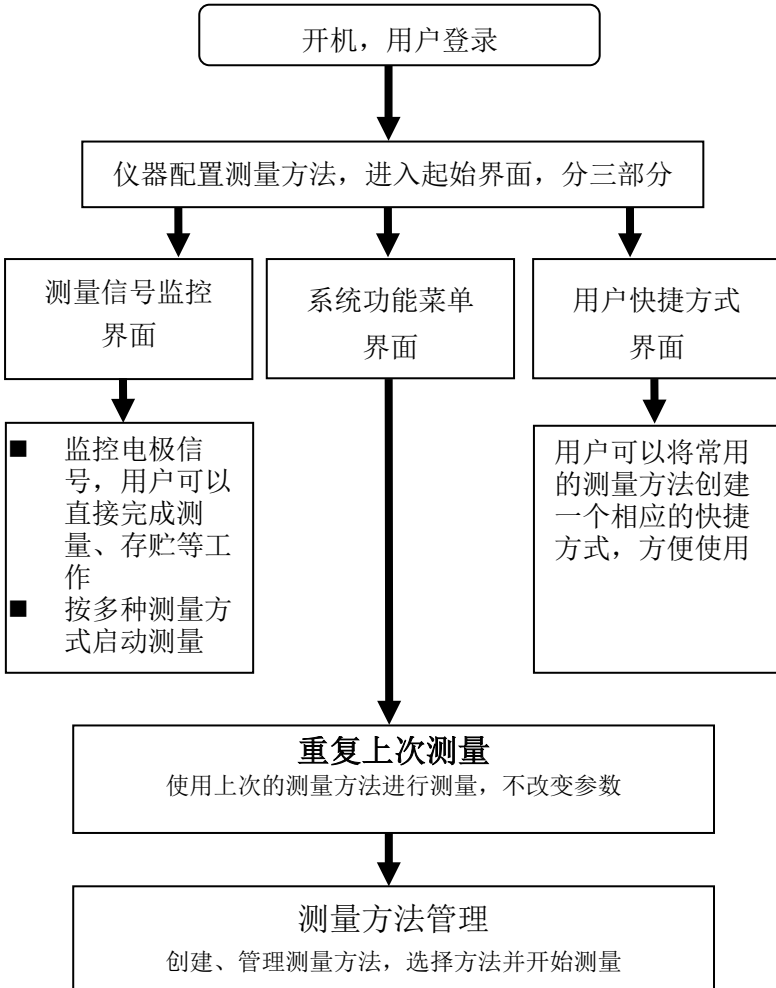 开机，用户登录
仪器配置测量方法，进入起始界面，分三部分
测量信号监控
界面
系统功能菜单
界面
用户快捷方式
界面
■ 监控电极信
号，用户可以
直接完成测
量、存贮等工
作
■ 按多种测量方
式启动测量
用户可以将常用
的测量方法创建
一个相应的快捷
方式，方便使用
重复上次测量
使用上次的测量方法进行测量，不改变参数
测量方法管理
创建、管理测量方法，选择方法并开始测量